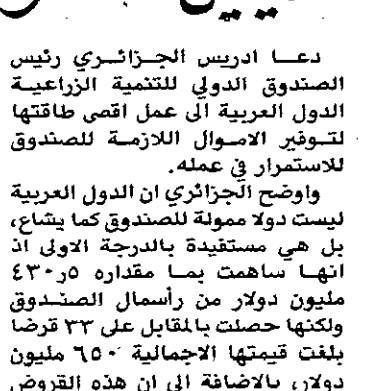 دعا ادريس الجزائري رئيس
الصندوق الدولي للتنمية الزراعية
الدول العربية الى عمل اقصى طاقتها
لتوفير الاموال اللازمة للصندوق
للاستمرار في عمله.
واوضح الجزائري ان الدول العربية
ليست دولا ممولة للصندوق كما يشاع،
بل هي مستفيدة بالدرجة الاولى اذ
انها ساهمت بما مقداره ٤٣٠ر٥
مليون دولار من رأسمال الصندوق
ولكنها حصلت بالمقابل على ٣٣ قرضا
بلغت قيمتها الاجمالية ٦٥٠ مليون
دولار، بالاضافة الى ان هذه القروض